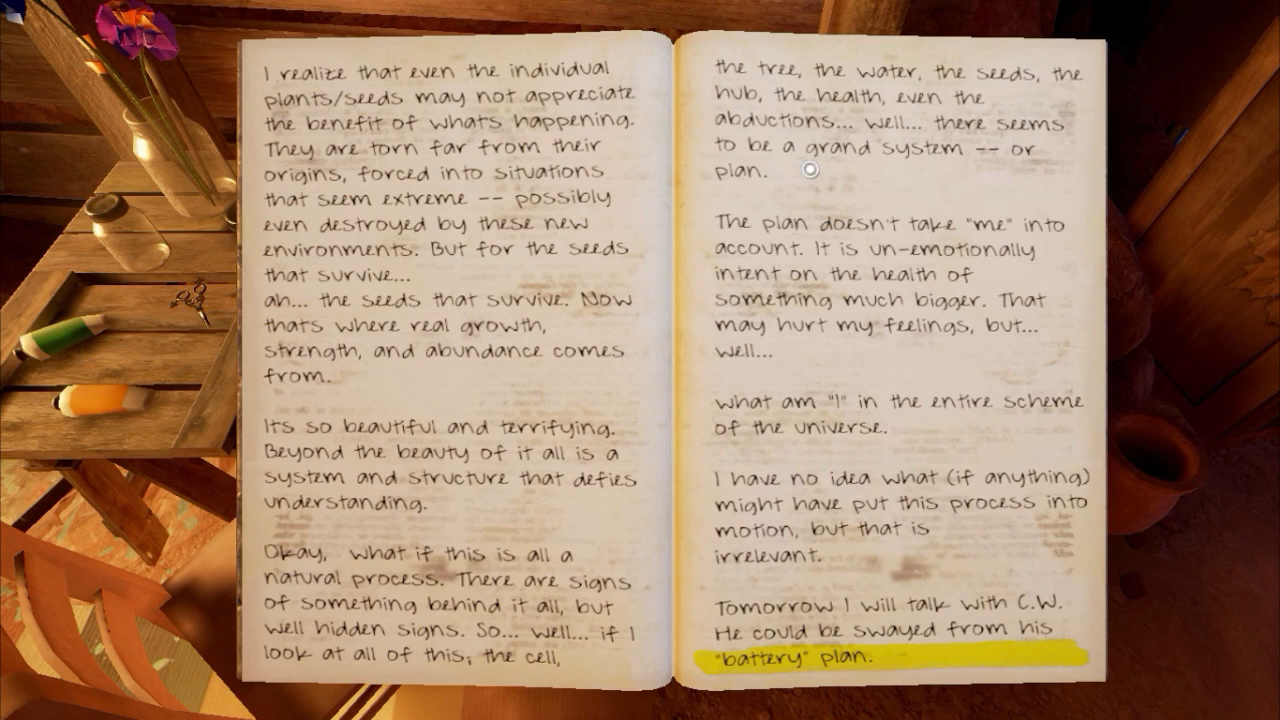 I realize that even the individual
plants/seeds may not appreciate
the benefit of whats happening.
They are torn far from their
origins, forced into situations
that seem extreme -- possibly
even destroyed by these new
environments. But for the seeds
that survive...
ah... the seeds that survive. Now
thats where real growth,
strength, and abundance comes
from.
Its so beautiful and terrifying.
Beyond the beauty of it all is a
system and structure that defies
understanding.
Okay, what if this is all a
natural process. There are signs
of something behind it all, but
well hidden signs. So... well... if I
look at all of this; the cell,
the tree, the water, the seeds, the
hub, the health, even the
abductions... well... there seems
to be a grand system -- or
plan.
The plan doesn't take "me" into
account. It is un-emotionally
intent on the health of
something much bigger. That
may hurt my feelings, but...
well...
what am "I" in the entire scheme
of the universe.
I have no idea what (if anything)
might have put this process into
motion, but that is
irrelevant.
Tomorrow I will talk with C.W.
He could be swayed from his
"battery" plan.